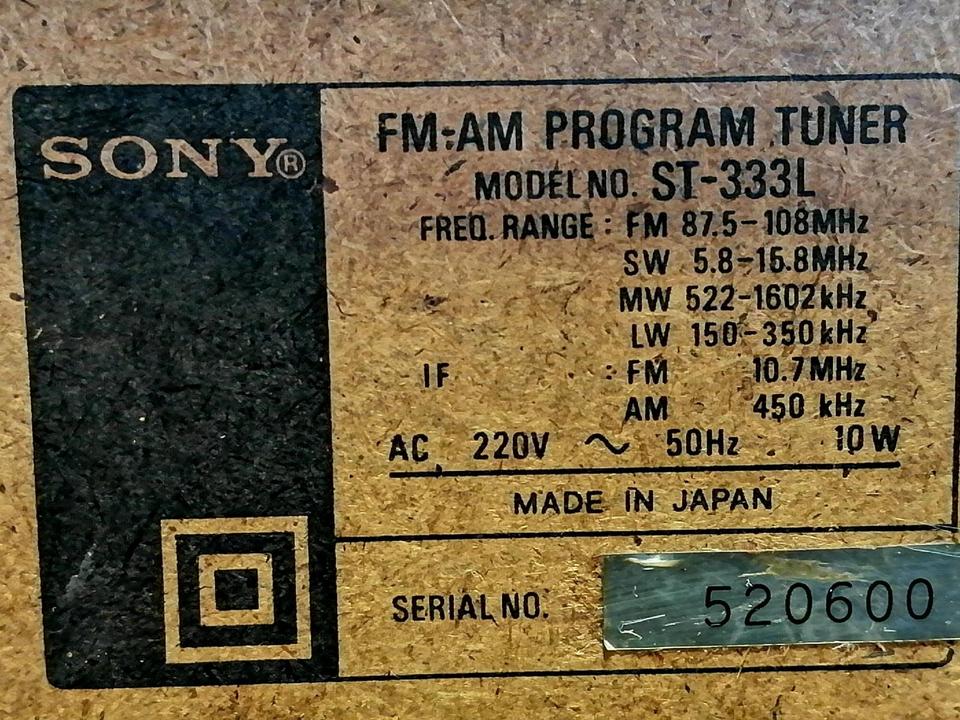 SONY®
FM-AM PROGRAM TUNER
MODEL NO. ST-333L
FREQ. RANGE : FM 87.5-108MHz
SW 5.8-15.8MHz
MW 522-1602kHz
LW 150-350kHz
IF : FM 10.7MHz
AM 450 kHz
AC 220V ~ 50Hz 10W
MADE IN JAPAN
SERIAL NO. 520600